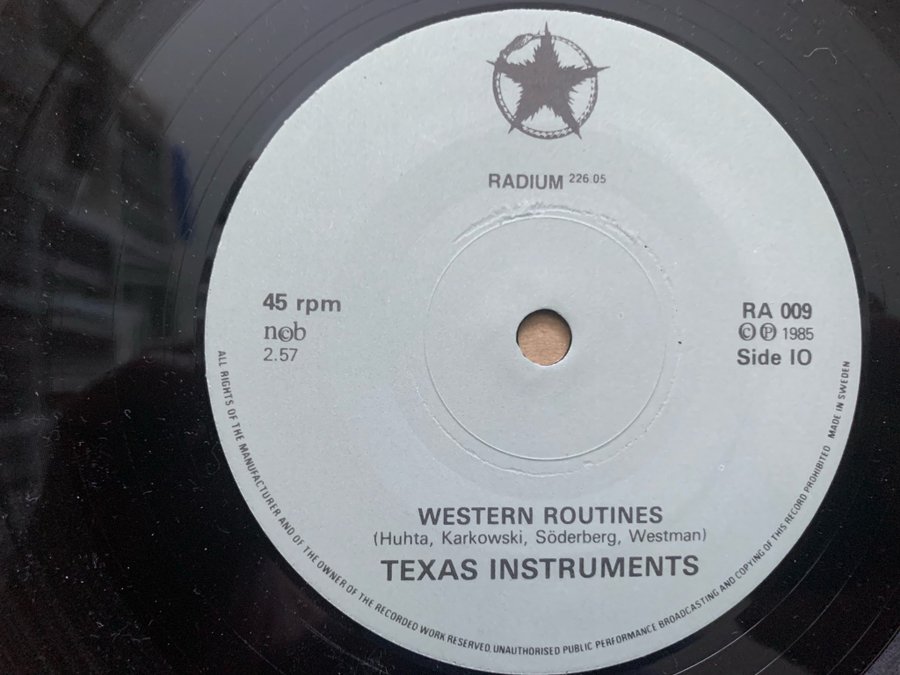 RADIUM 226.05
45 rpm
ncb
2.57
RA 009
©℗ 1985
Side IO
WESTERN ROUTINES
(Huhta, Karkowski, Söderberg, Westman)
TEXAS INSTRUMENTS
ALL RIGHTS OF THE MANUFACTURER AND OF THE OWNER OF THE RECORDED WORK RESERVED. UNAUTHORISED PUBLIC PERFORMANCE BROADCASTING AND COPYING OF THIS RECORD PROHIBITED MADE IN SWEDEN